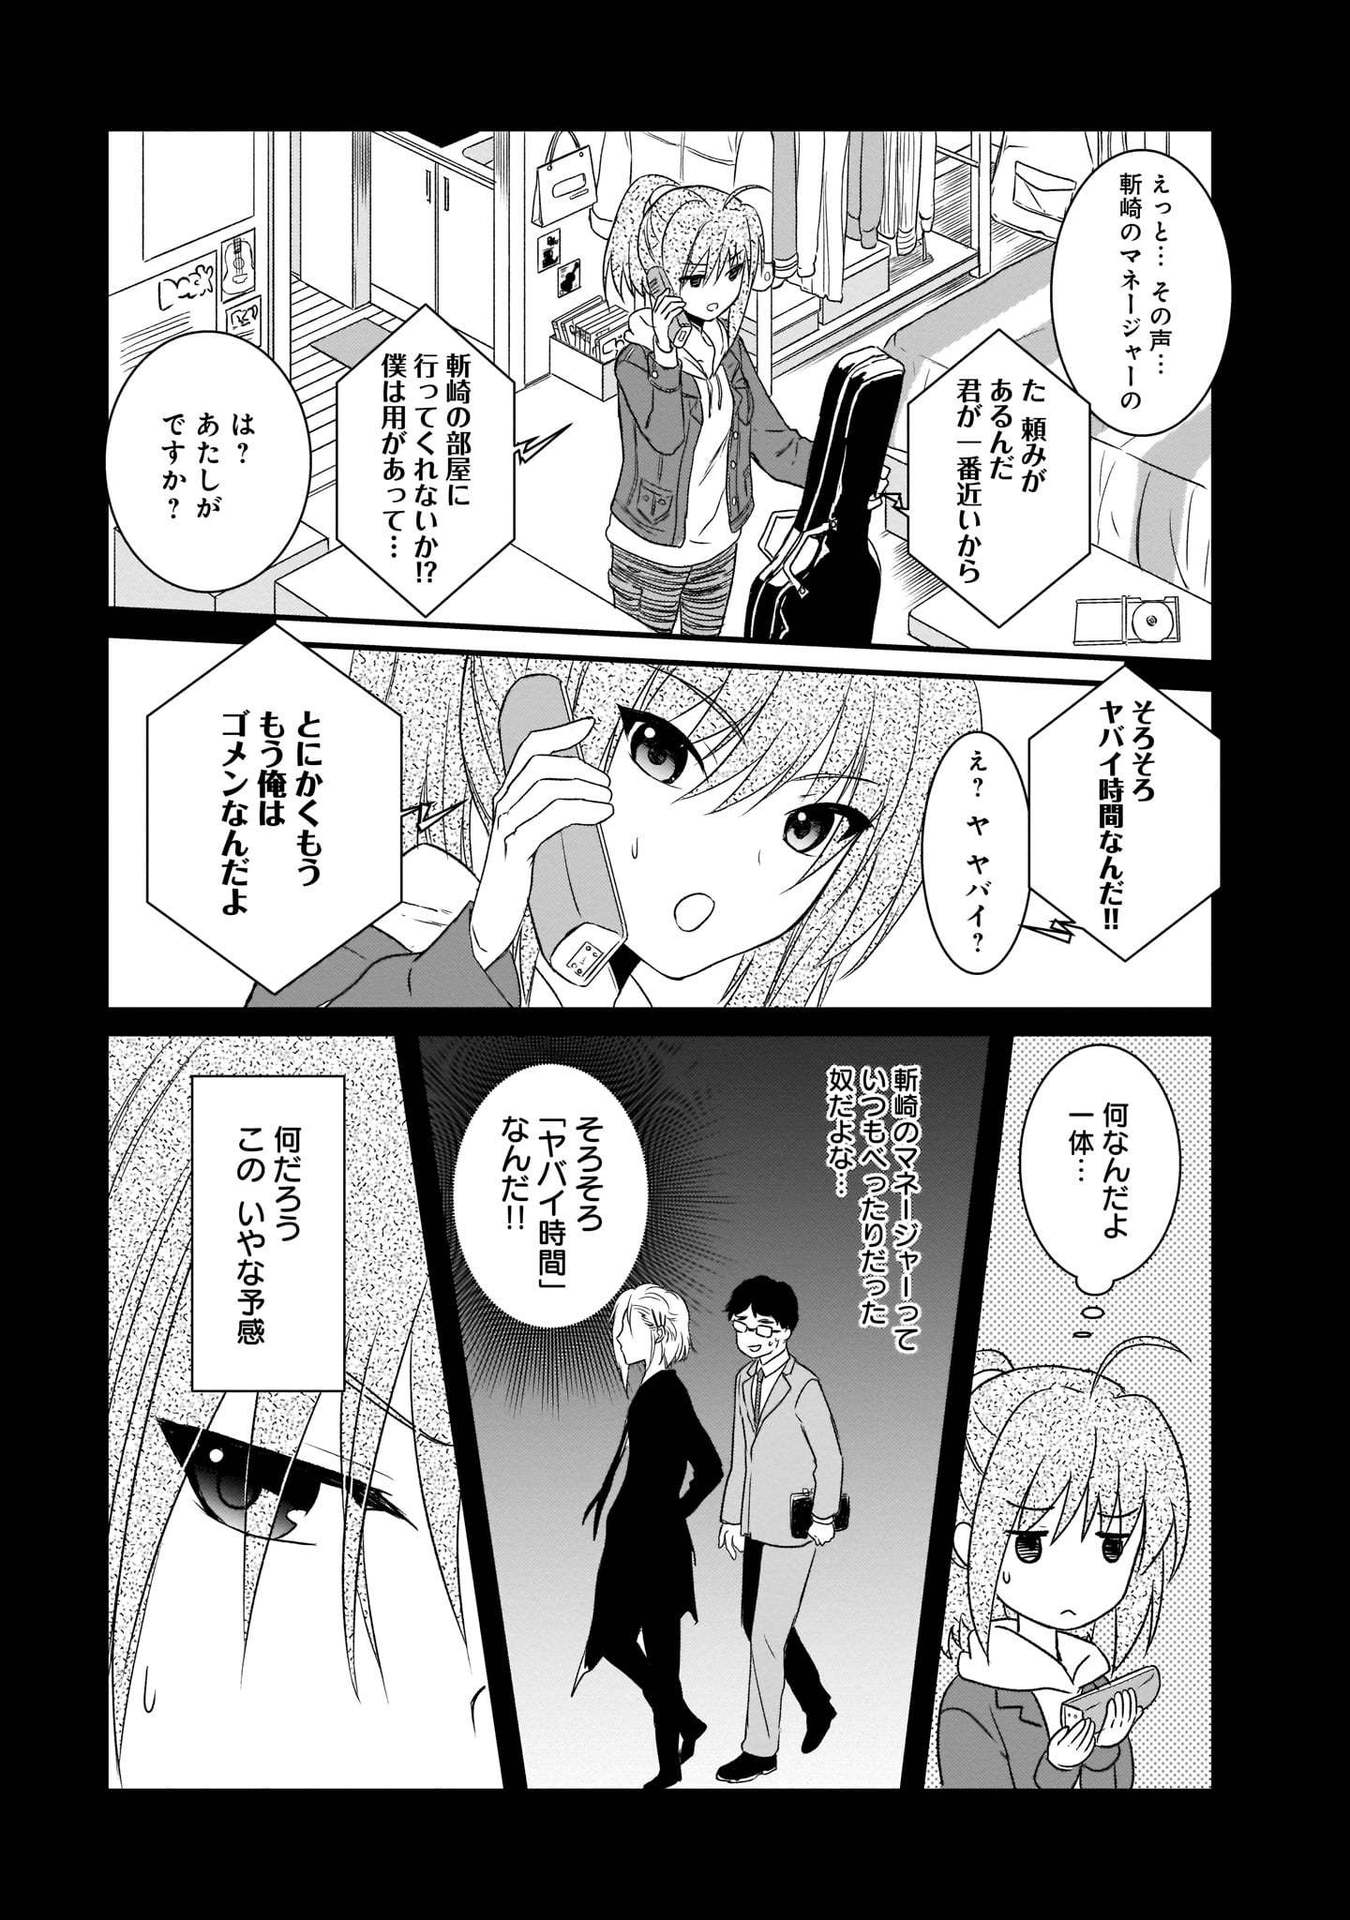 えっと… その声…
斬崎のマネージャーの
た 頼みが
あるんだ
君が一番近いから
斬崎の部屋に
行ってくれないか!?
僕は用があって…
は?
あたしが
ですか?
そろそろ
ヤバイ時間なんだ!!
え? ヤ ヤバイ?
とにかくもう
もう俺は
ゴメンなんだよ
何なんだよ
一体…
斬崎のマネージャーって
いつもべったりだった
奴だよな…
そろそろ
「ヤバイ時間」
なんだ!!
何だろう
この いやな予感